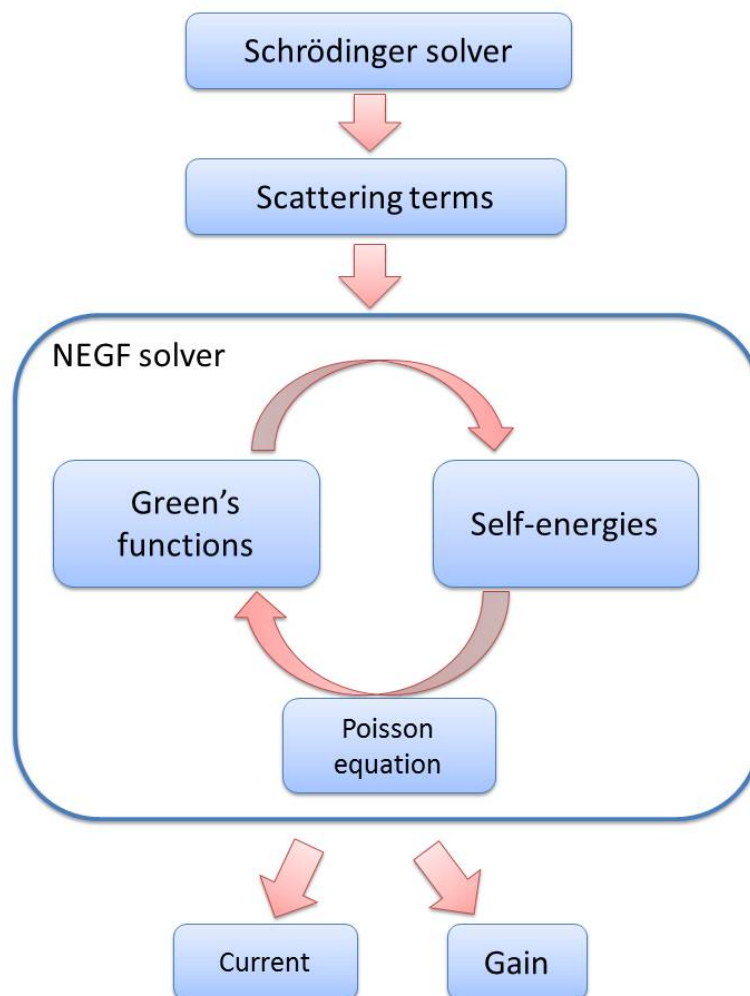 Schrödinger solver
Scattering terms
NEGF solver
Green’s
functions
Self-energies
Poisson
equation
Current
Gain